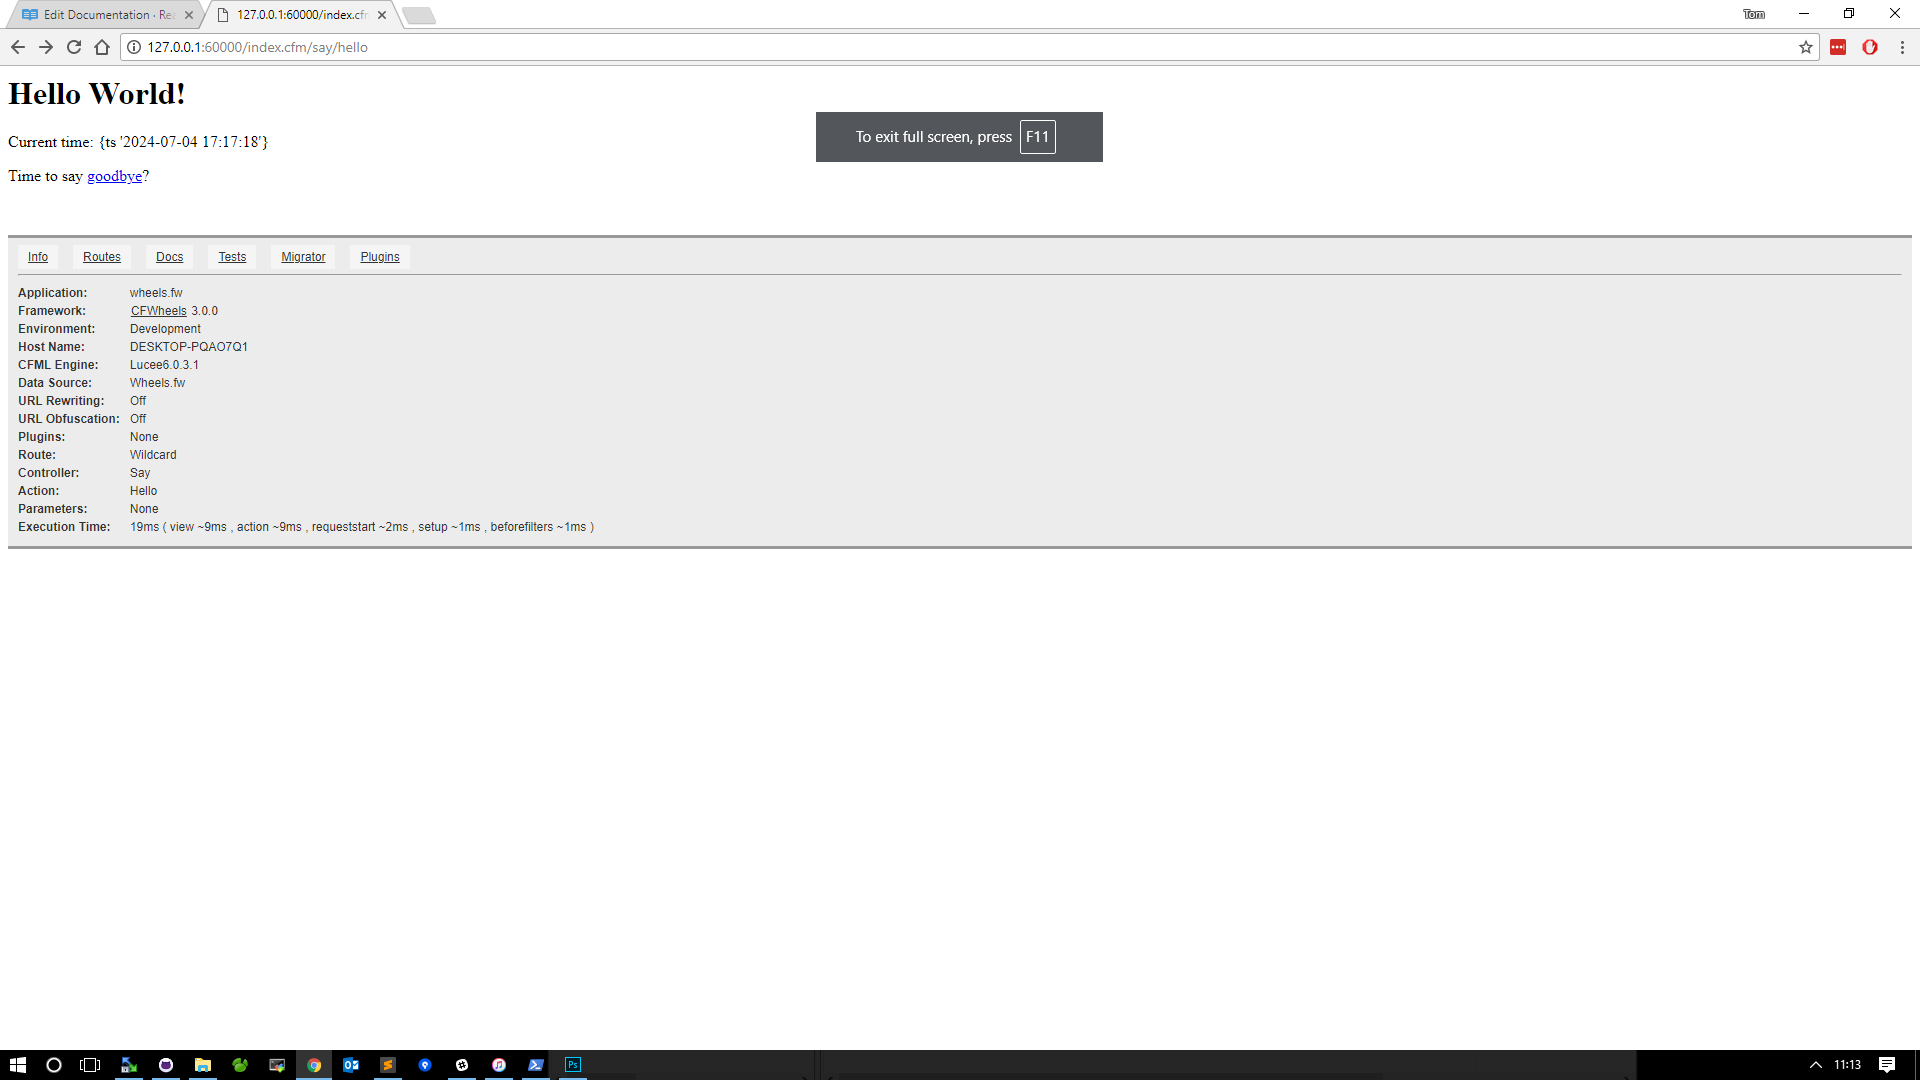 Edit Documentation · Rea
127.0.0.1:60000/index.cfm
Tom
127.0.0.1:60000/index.cfm/say/hello
Hello World!
To exit full screen, press F11
Current time: {ts '2024-07-04 17:17:18'}
Time to say goodbye?
Info Routes Docs Tests Migrator Plugins
Application: wheels.fw
Framework: CFWheels 3.0.0
Environment: Development
Host Name: DESKTOP-PQAO7Q1
CFML Engine: Lucee6.0.3.1
Data Source: Wheels.fw
URL Rewriting: Off
URL Obfuscation: Off
Plugins: None
Route: Wildcard
Controller: Say
Action: Hello
Parameters: None
Execution Time: 19ms ( view ~9ms , action ~9ms , requeststart ~2ms , setup ~1ms , beforefilters ~1ms )
Ps
11:13